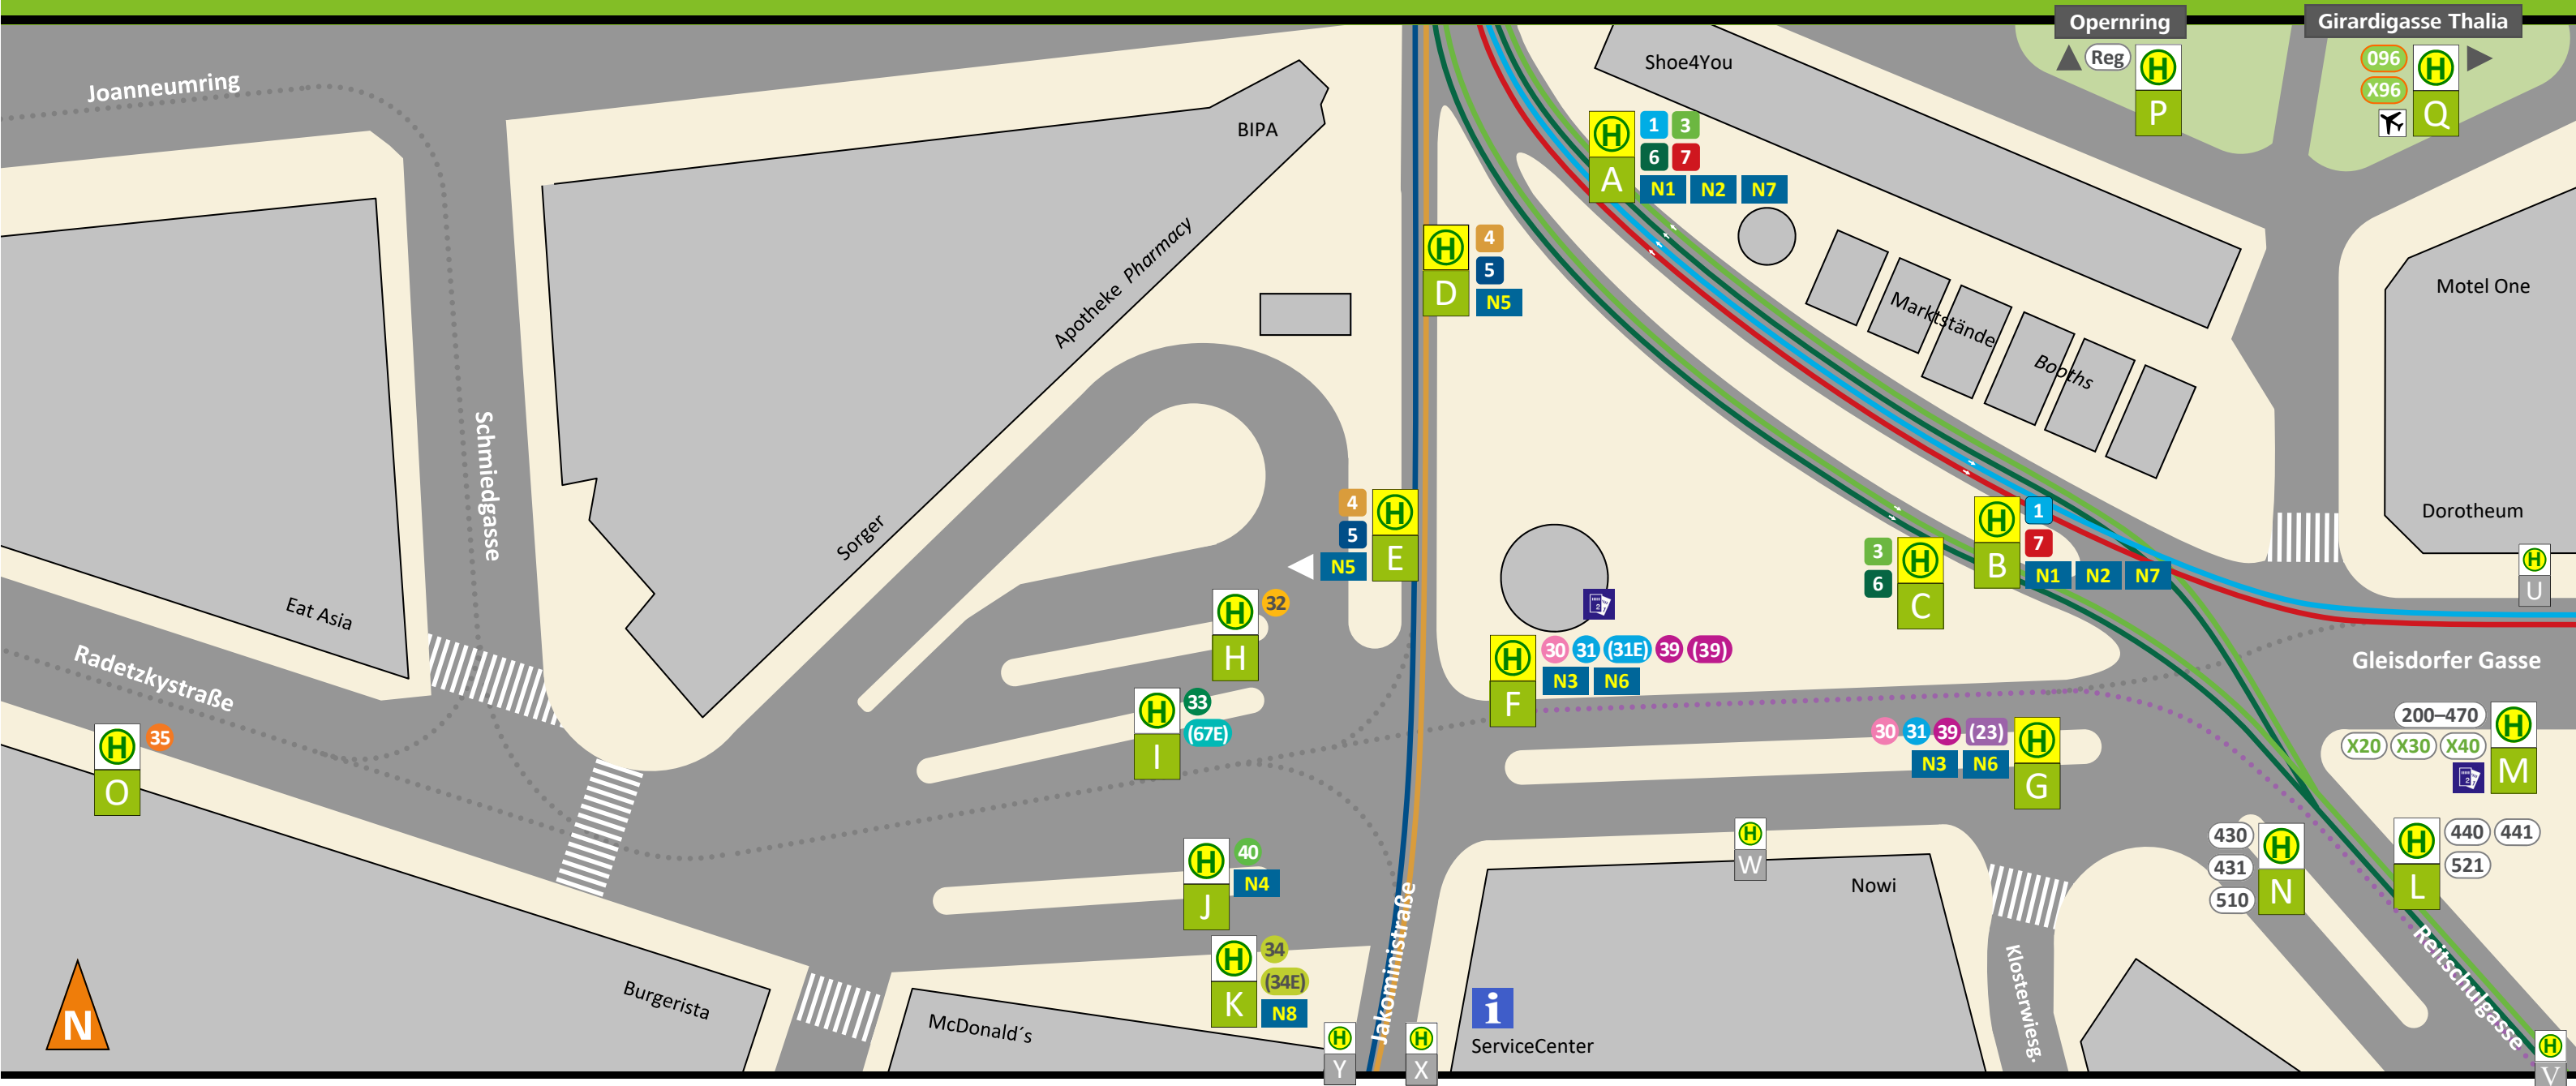 Opernring
Reg
H
P
Girardigasse Thalia
096
X96
H
Q
Joanneumring
BIPA
Shoe4You
H
A
1 3
6 7
N1 N2 N7
H
D
4
5
N5
Apotheke Pharmacy
Marktstände
Booths
Motel One
Schmiedgasse
Sorger
Dorotheum
4
5
N5
H
E
H
B
1
7
N1 N2 N7
3
6
H
C
H
U
Eat Asia
H
H
32
H
F
30 31 (31E) 39 (39)
N3 N6
Gleisdorfer Gasse
Radetzkystraße
H
O
35
H
I
33
(67E)
30 31 39 (23)
N3 N6
H
G
200–470
X20 X30 X40
H
M
H
J
40
N4
H
W
Nowi
430
431
510
H
N
H
L
440 441
521
Jakoministraße
Klosterwiesg.
Reitschulgasse
H
K
34
(34E)
N8
N
Burgerista
McDonald´s
i
ServiceCenter
H
Y
H
X
H
V